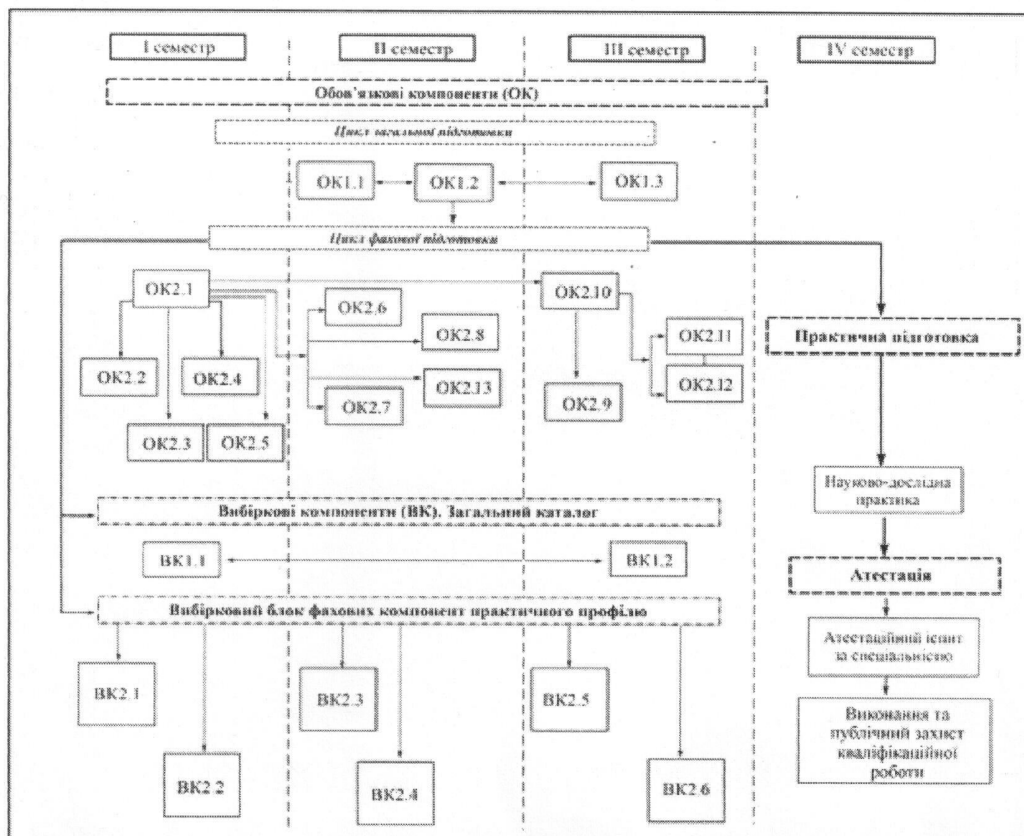 І семестр
ІІ семестр
ІІІ семестр
ІV семестр
Обов'язкові компоненти (ОК)
Цикл загальної підготовки
ОК1.1
ОК1.2
ОК1.3
Цикл фахової підготовки
ОК2.1
ОК2.6
ОК2.10
ОК2.8
ОК2.11
Практична підготовка
ОК2.2
ОК2.4
ОК2.13
ОК2.12
ОК2.7
ОК2.9
ОК2.3
ОК2.5
Науково-дослідна
практика
Вибіркові компоненти (ВК). Загальний каталог
ВК1.1
ВК1.2
Атестація
Вибірковий блок фахових компонент практичного профілю
Атестаційний іспит
за спеціальністю
ВК2.1
ВК2.3
ВК2.5
Виконання та
публічний захист
кваліфікаційної
роботи
ВК2.2
ВК2.4
ВК2.6